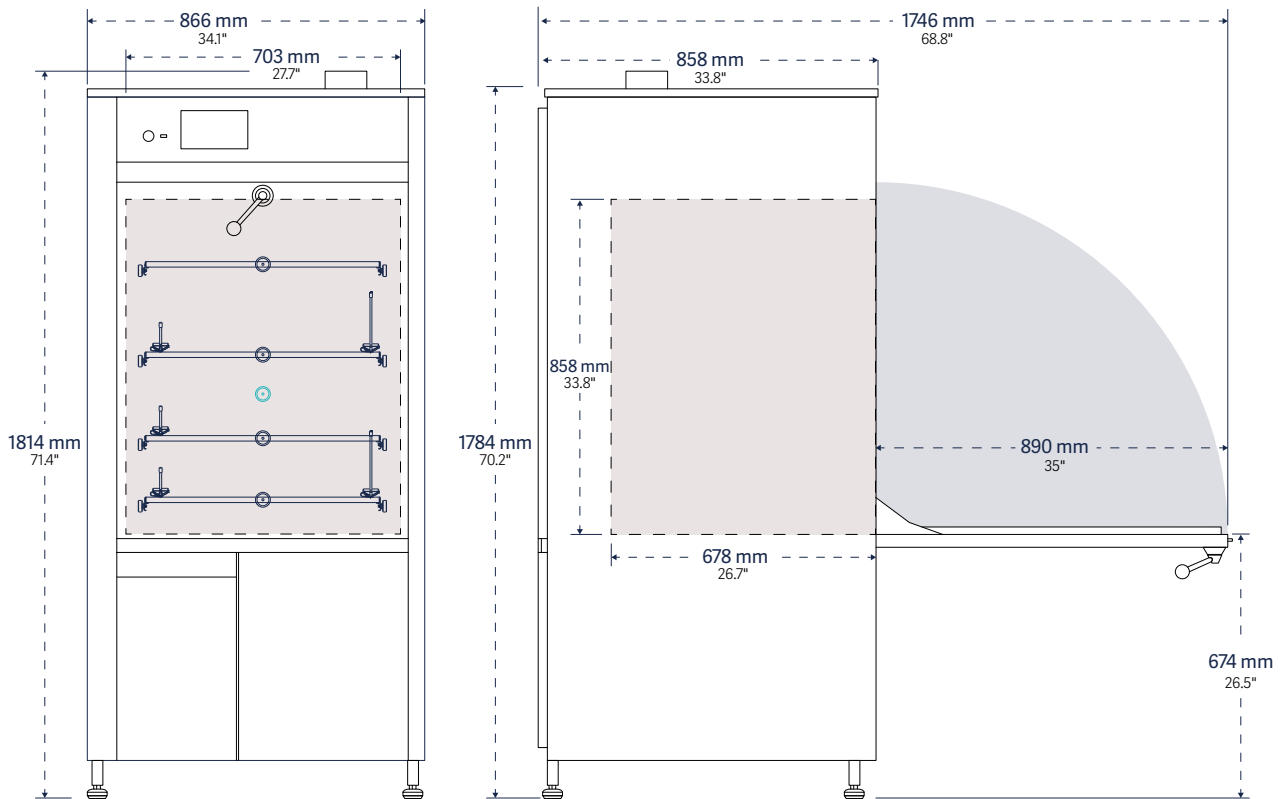 866 mm
34.1"
703 mm
27.7"
1746 mm
68.8"
858 mm
33.8"
858 mm
33.8"
1814 mm
71.4"
1784 mm
70.2"
890 mm
35"
678 mm
26.7"
674 mm
26.5"